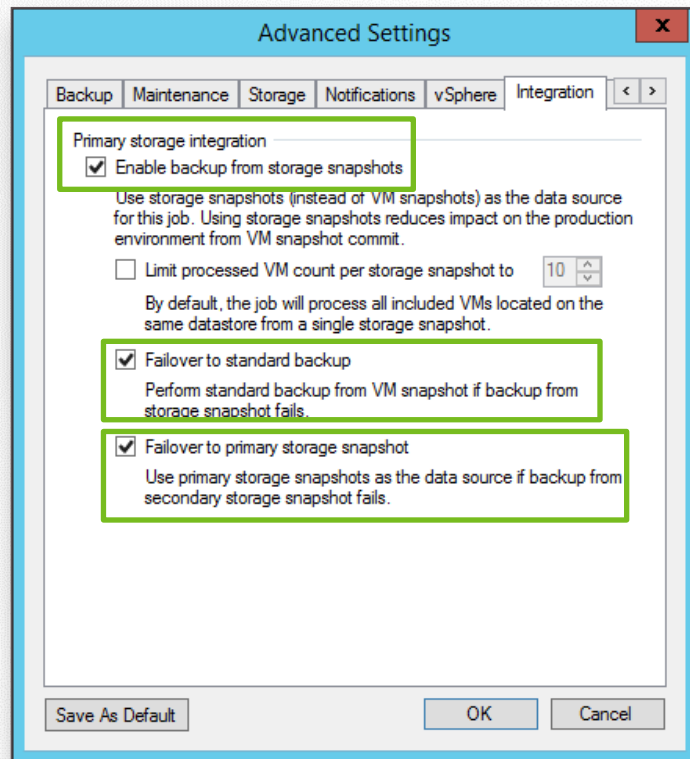 Advanced Settings
x
Backup Maintenance Storage Notifications vSphere Integration < >
Primary storage integration
Enable backup from storage snapshots
Use storage snapshots (instead of VM snapshots) as the data source
for this job. Using storage snapshots reduces impact on the production
environment from VM snapshot commit.
Limit processed VM count per storage snapshot to 10
By default, the job will process all included VMs located on the
same datastore from a single storage snapshot.
Failover to standard backup
Perform standard backup from VM snapshot if backup from
storage snapshot fails.
Failover to primary storage snapshot
Use primary storage snapshots as the data source if backup from
secondary storage snapshot fails.
Save As Default OK Cancel